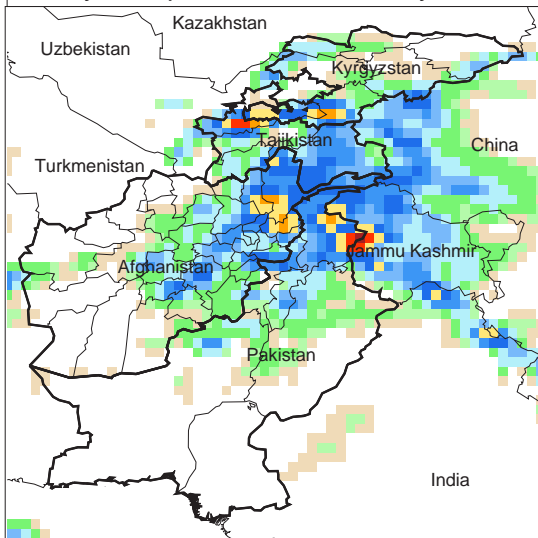 Kazakhstan
Uzbekistan
Kyrgyzstan
Tajikistan
China
Turkmenistan
Jammu Kashmir
Afghanistan
Pakistan
India